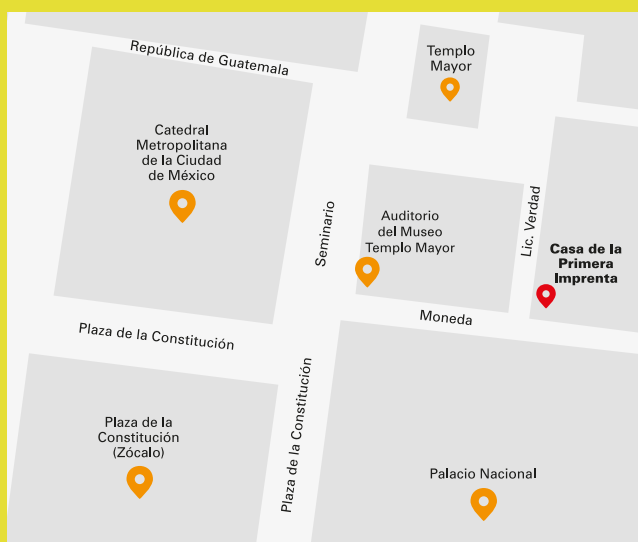 República de Guatemala
Templo
Mayor
Catedral
Metropolitana
de la Ciudad
de México
Seminario
Auditorio
del Museo
Templo Mayor
Lic. Verdad
Casa de la
Primera
Imprenta
Moneda
Plaza de la Constitución
Plaza de la Constitución
Plaza de la
Constitución
(Zócalo)
Palacio Nacional